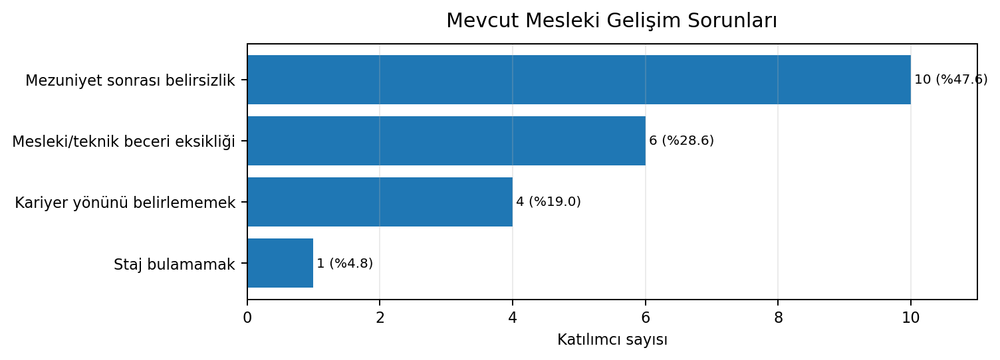 Mevcut Mesleki Gelişim Sorunları
Mezuniyet sonrası belirsizlik
10 (%47.6)
Mesleki/teknik beceri eksikliği
6 (%28.6)
Kariyer yönünü belirlememek
4 (%19.0)
Staj bulamamak
1 (%4.8)
0 2 4 6 8 10
Katılımcı sayısı